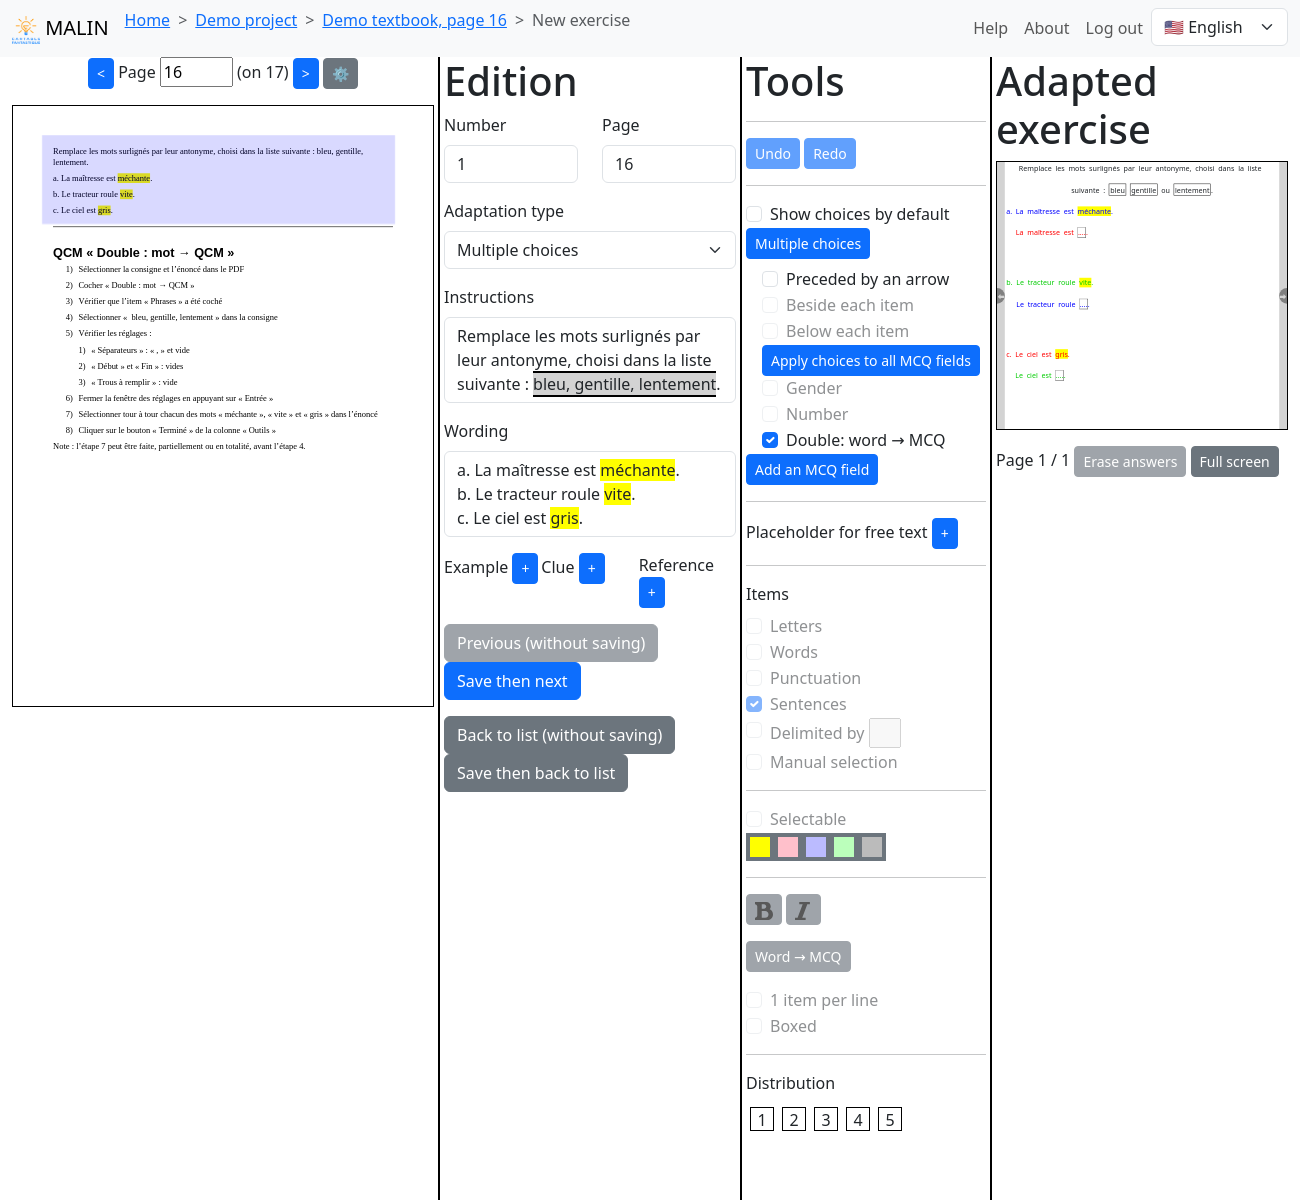 MALIN Home > Demo project > Demo textbook, page 16 > New exercise Help About Log out English
< Page 16 (on 17) >
Remplace les mots surlignés par leur antonyme, choisi dans la liste suivante : bleu, gentille,
lentement.
a. La maîtresse est méchante.
b. Le tracteur roule vite.
c. Le ciel est gris.
QCM « Double : mot → QCM »
1) Sélectionner la consigne et l'énoncé dans le PDF
2) Cocher « Double : mot → QCM »
3) Vérifier que l'item « Phrases » a été coché
4) Sélectionner « bleu, gentille, lentement » dans la consigne
5) Vérifier les réglages :
1) « Séparateurs » : « , » et vide
2) « Début » et « Fin » : vides
3) « Trous à remplir » : vide
6) Fermer la fenêtre des réglages en appuyant sur « Entrée »
7) Sélectionner tour à tour chacun des mots « méchante », « vite » et « gris » dans l'énoncé
8) Cliquer sur le bouton « Terminé » de la colonne « Outils »
Note : l'étape 7 peut être faite, partiellement ou en totalité, avant l'étape 4.
Edition
Number Page
1 16
Adaptation type
Multiple choices
Instructions
Remplace les mots surlignés par
leur antonyme, choisi dans la liste
suivante : bleu, gentille, lentement.
Wording
a. La maîtresse est méchante.
b. Le tracteur roule vite.
c. Le ciel est gris.
Example + Clue + Reference
+
Previous (without saving)
Save then next
Back to list (without saving)
Save then back to list
Tools
Undo Redo
Show choices by default
Multiple choices
Preceded by an arrow
Beside each item
Below each item
Apply choices to all MCQ fields
Gender
Number
Double: word → MCQ
Add an MCQ field
Placeholder for free text +
Items
Letters
Words
Punctuation
Sentences
Delimited by
Manual selection
Selectable
B I
Word → MCQ
1 item per line
Boxed
Distribution
1 2 3 4 5
Adapted
exercise
Remplace les mots surlignés par leur antonyme, choisi dans la liste
suivante : bleu gentille ou lentement.
a. La maîtresse est méchante.
La maîtresse est ....
b. Le tracteur roule vite.
Le tracteur roule ....
c. Le ciel est gris.
Le ciel est ....
Page 1 / 1 Erase answers Full screen